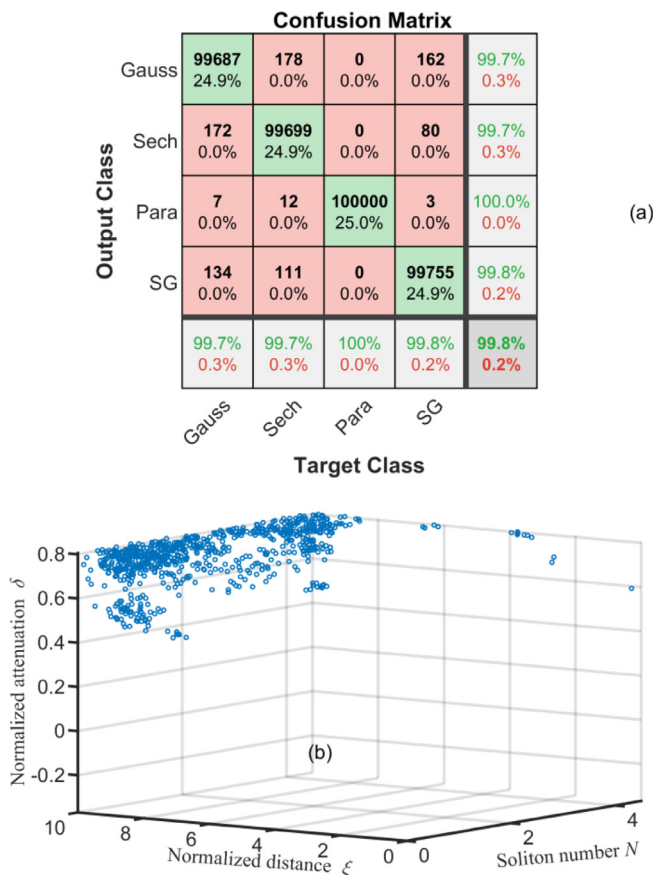 Confusion Matrix
Gauss 99687 178 0 162 99.7%
24.9% 0.0% 0.0% 0.0% 0.3%
Sech 172 99699 0 80 99.7%
0.0% 24.9% 0.0% 0.0% 0.3%
Para 7 12 100000 3 100.0%
0.0% 0.0% 25.0% 0.0% 0.0%
SG 134 111 0 99755 99.8%
0.0% 0.0% 0.0% 24.9% 0.2%
99.7% 99.7% 100% 99.8% 99.8%
0.3% 0.3% 0.0% 0.2% 0.2%
Output Class
(a)
Gauss Sech Para SG
Target Class
Normalized attenuation δ
0.8
0.6
0.4
0.2
0
-0.2
(b)
10 8 6 4 2 0
Normalized distance ξ
0 2 4
Soliton number N